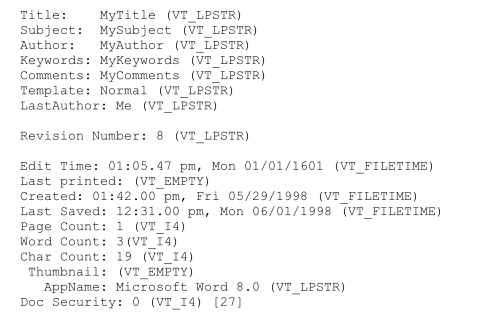 Title:    MyTitle (VT_LPSTR)
Subject:  MySubject (VT_LPSTR)
Author:   MyAuthor (VT_LPSTR)
Keywords: MyKeywords (VT_LPSTR)
Comments: MyComments (VT_LPSTR)
Template: Normal (VT_LPSTR)
LastAuthor: Me (VT_LPSTR)

Revision Number: 8 (VT_LPSTR)

Edit Time: 01:05.47 pm, Mon 01/01/1601 (VT_FILETIME)
Last printed: (VT_EMPTY)
Created: 01:42.00 pm, Fri 05/29/1998 (VT_FILETIME)
Last Saved: 12:31.00 pm, Mon 06/01/1998 (VT_FILETIME)
Page Count: 1 (VT_I4)
Word Count: 3(VT_I4)
Char Count: 19 (VT_I4)
 Thumbnail: (VT_EMPTY)
   AppName: Microsoft Word 8.0 (VT_LPSTR)
Doc Security: 0 (VT_I4) [27]